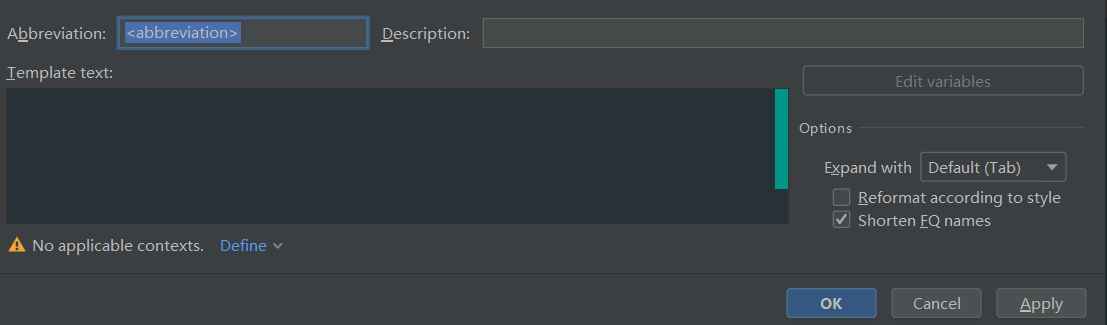 Abbreviation: <abbreviation> Description:
Template text:
Edit variables
Options
Expand with Default (Tab)
Reformat according to style
Shorten FQ names
No applicable contexts. Define
OK Cancel Apply